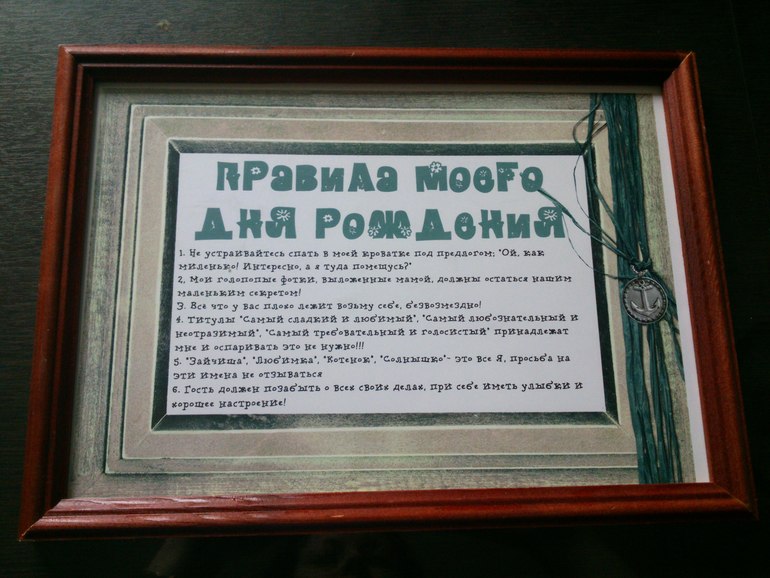 ПРАВИЛА МОЕГО
ДНЯ РОЖДЕНИЯ
1. Не устраивайтесь спать в моей кроватке под предлогом: "Ой, как
миленько! Интересно, а я туда помещусь?"
2, Мои голопопые фотки, выложенные мамой, должны остаться нашим
маленьким секретом!
3. Всё что у вас плохо лежит возьму себе, безвозмездно!
4. Титулы "Самый сладкий и любимый", "Самый любознательный и
неотразимый", "Самый требовательный и голосистый" принадлежат
мне и оспаривать это не нужно!!!
5. "Зайчиша", "Любимка", "Котенок", "Солнышко"- это все Я, просьба на
эти имена не отзываться
6. Гость должен позабыть о всех своих делах, при себе иметь улыбки и
хорошее настроение!